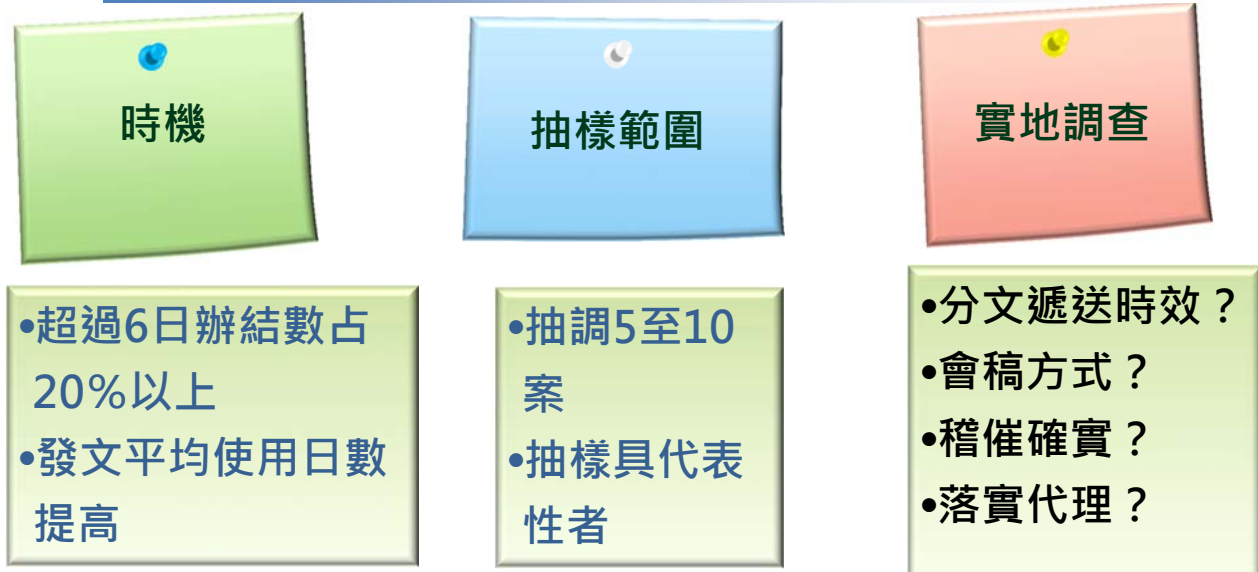 時機
•超過6日辦結數占
20%以上
•發文平均使用日數
提高
抽樣範圍
•抽調5至10
案
•抽樣具代表
性者
實地調查
•分文遞送時效？
•會稿方式？
•稽催確實？
•落實代理？